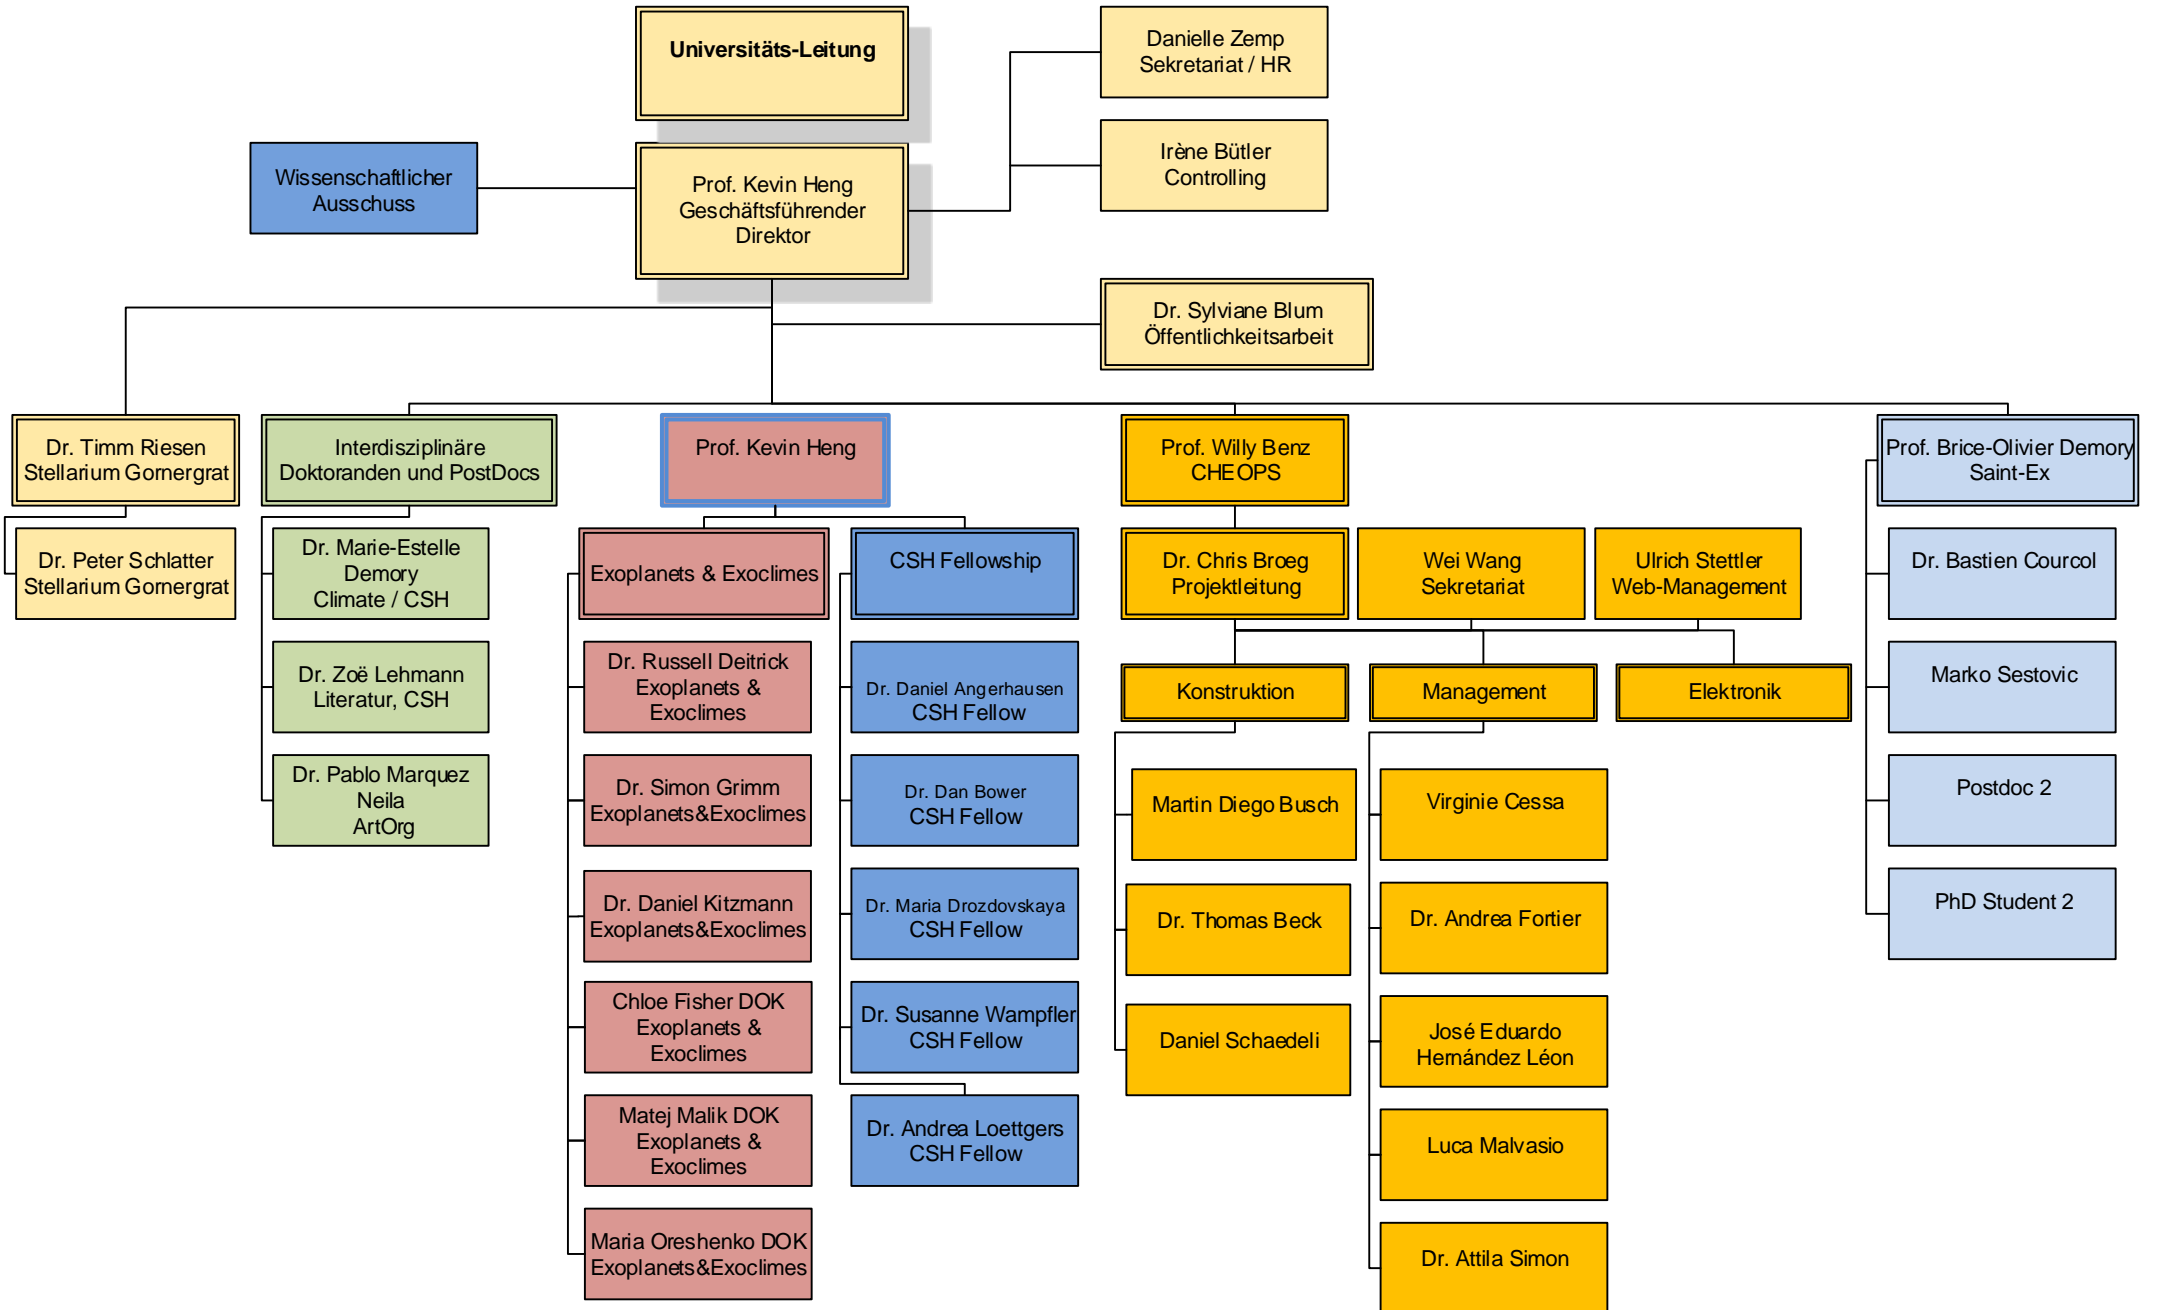 Universitäts-Leitung
Danielle Zemp
Sekretariat / HR
Irène Bütler
Controlling
Wissenschaftlicher
Ausschuss
Prof. Kevin Heng
Geschäftsführender
Direktor
Dr. Sylviane Blum
Öffentlichkeitsarbeit
Dr. Timm Riesen
Stellarium Gornergrat
Dr. Peter Schlatter
Stellarium Gornergrat
Interdisziplinäre
Doktoranden und PostDocs
Dr. Marie-Estelle
Demory
Climate / CSH
Dr. Zoë Lehmann
Literatur, CSH
Dr. Pablo Marquez
Neila
ArtOrg
Prof. Kevin Heng
Exoplanets & Exoclimes
Dr. Russell Deitrick
Exoplanets &
Exoclimes
Dr. Simon Grimm
Exoplanets&Exoclimes
Dr. Daniel Kitzmann
Exoplanets&Exoclimes
Chloe Fisher DOK
Exoplanets &
Exoclimes
Matej Malik DOK
Exoplanets &
Exoclimes
Maria Oreshenko DOK
Exoplanets&Exoclimes
CSH Fellowship
Dr. Daniel Angerhausen
CSH Fellow
Dr. Dan Bower
CSH Fellow
Dr. Maria Drozdovskaya
CSH Fellow
Dr. Susanne Wampfler
CSH Fellow
Dr. Andrea Loettgers
CSH Fellow
Prof. Willy Benz
CHEOPS
Dr. Chris Broeg
Projektleitung
Wei Wang
Sekretariat
Ulrich Stettler
Web-Management
Konstruktion
Martin Diego Busch
Dr. Thomas Beck
Daniel Schaedeli
Management
Virginie Cessa
Dr. Andrea Fortier
José Eduardo
Hernández Léon
Luca Malvasio
Dr. Attila Simon
Elektronik
Prof. Brice-Olivier Demory
Saint-Ex
Dr. Bastien Courcol
Marko Sestovic
Postdoc 2
PhD Student 2